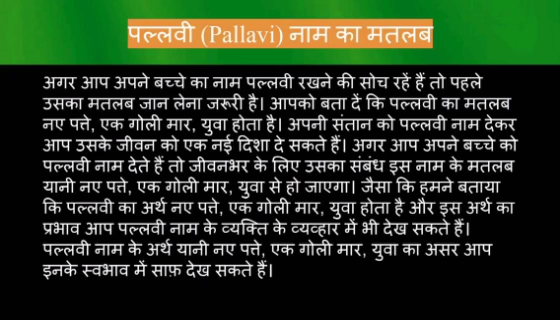 पल्लवी (Pallavi) नाम का मतलब
अगर आप अपने बच्चे का नाम पल्लवी रखने की सोच रहें हैं तो पहले
उसका मतलब जान लेना जरूरी है। आपको बता दें कि पल्लवी का मतलब
नए पत्ते, एक गोली मार, युवा होता है। अपनी संतान को पल्लवी नाम देकर
आप उसके जीवन को एक नई दिशा दे सकते हैं। अगर आप अपने बच्चे को
पल्लवी नाम देते हैं तो जीवनभर के लिए उसका संबंध इस नाम के मतलब
यानी नए पत्ते, एक गोली मार, युवा से हो जाएगा। जैसा कि हमने बताया
कि पल्लवी का अर्थ नए पत्ते, एक गोली मार, युवा होता है और इस अर्थ का
प्रभाव आप पल्लवी नाम के व्यक्ति के व्यव्हार में भी देख सकते हैं।
पल्लवी नाम के अर्थ यानी नए पत्ते, एक गोली मार, युवा का असर आप
इनके स्वभाव में साफ़ देख सकते हैं।